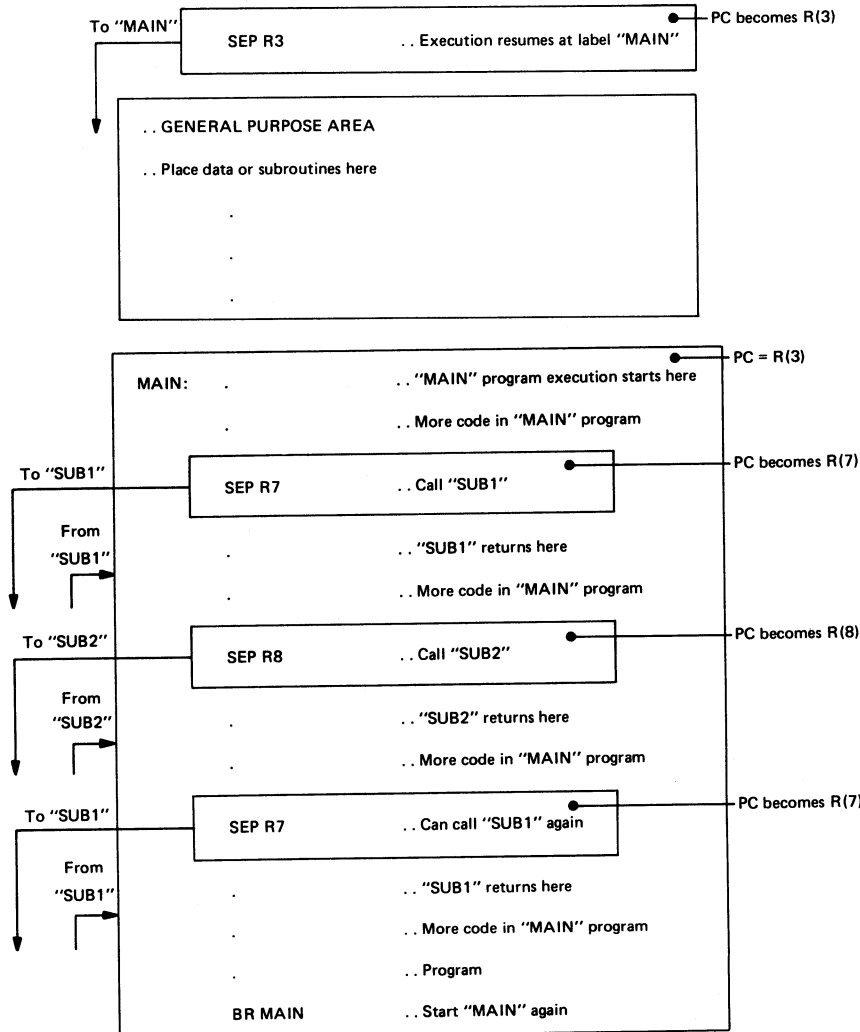 To "MAIN"
SEP R3 . . Execution resumes at label "MAIN"
PC becomes R(3)
. . GENERAL PURPOSE AREA
. . Place data or subroutines here
.
.
.
PC = R(3)
MAIN: . . . "MAIN" program execution starts here
. . . More code in "MAIN" program
PC becomes R(7)
To "SUB1"
SEP R7 . . Call "SUB1"
From
"SUB1"
. . . "SUB1" returns here
. . . More code in "MAIN" program
PC becomes R(8)
To "SUB2"
SEP R8 . . Call "SUB2"
From
"SUB2"
. . . "SUB2" returns here
. . . More code in "MAIN" program
PC becomes R(7)
To "SUB1"
SEP R7 . . Can call "SUB1" again
From
"SUB1"
. . . "SUB1" returns here
. . . More code in "MAIN" program
. . . Program
BR MAIN . . Start "MAIN" again